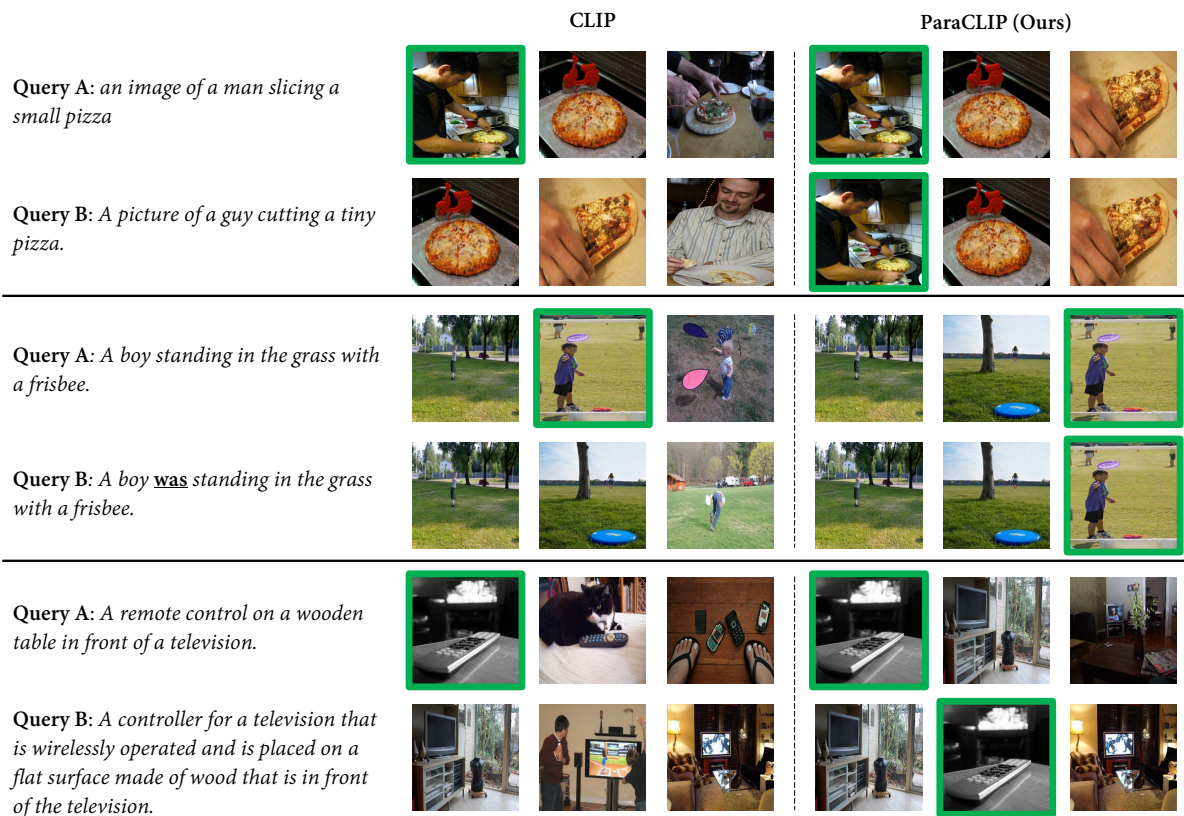 CLIP
ParaCLIP (Ours)
Query A: an image of a man slicing a
small pizza
Query B: A picture of a guy cutting a tiny
pizza.
Query A: A boy standing in the grass with
a frisbee.
Query B: A boy was standing in the grass
with a frisbee.
Query A: A remote control on a wooden
table in front of a television.
Query B: A controller for a television that
is wirelessly operated and is placed on a
flat surface made of wood that is in front
of the television.